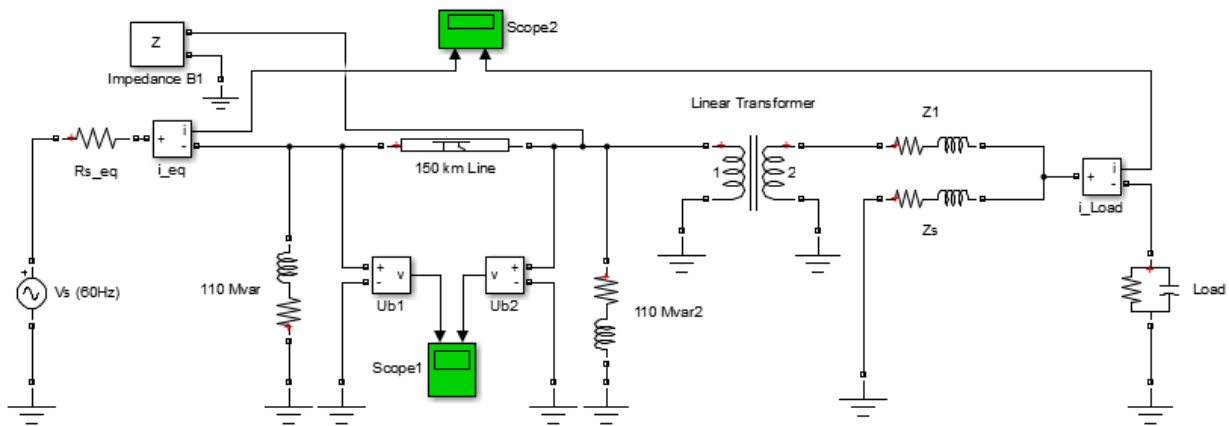 Scope2
Z
Impedance B1
Linear Transformer
Z1
+
i
-
Rs_eq
i_eq
150 km Line
1
2
+
i
-
i_Load
Zs
+
Vs (60Hz)
110 Mvar
+
-
v
Ub1
v
+
-
Ub2
110 Mvar2
Load
Scope1